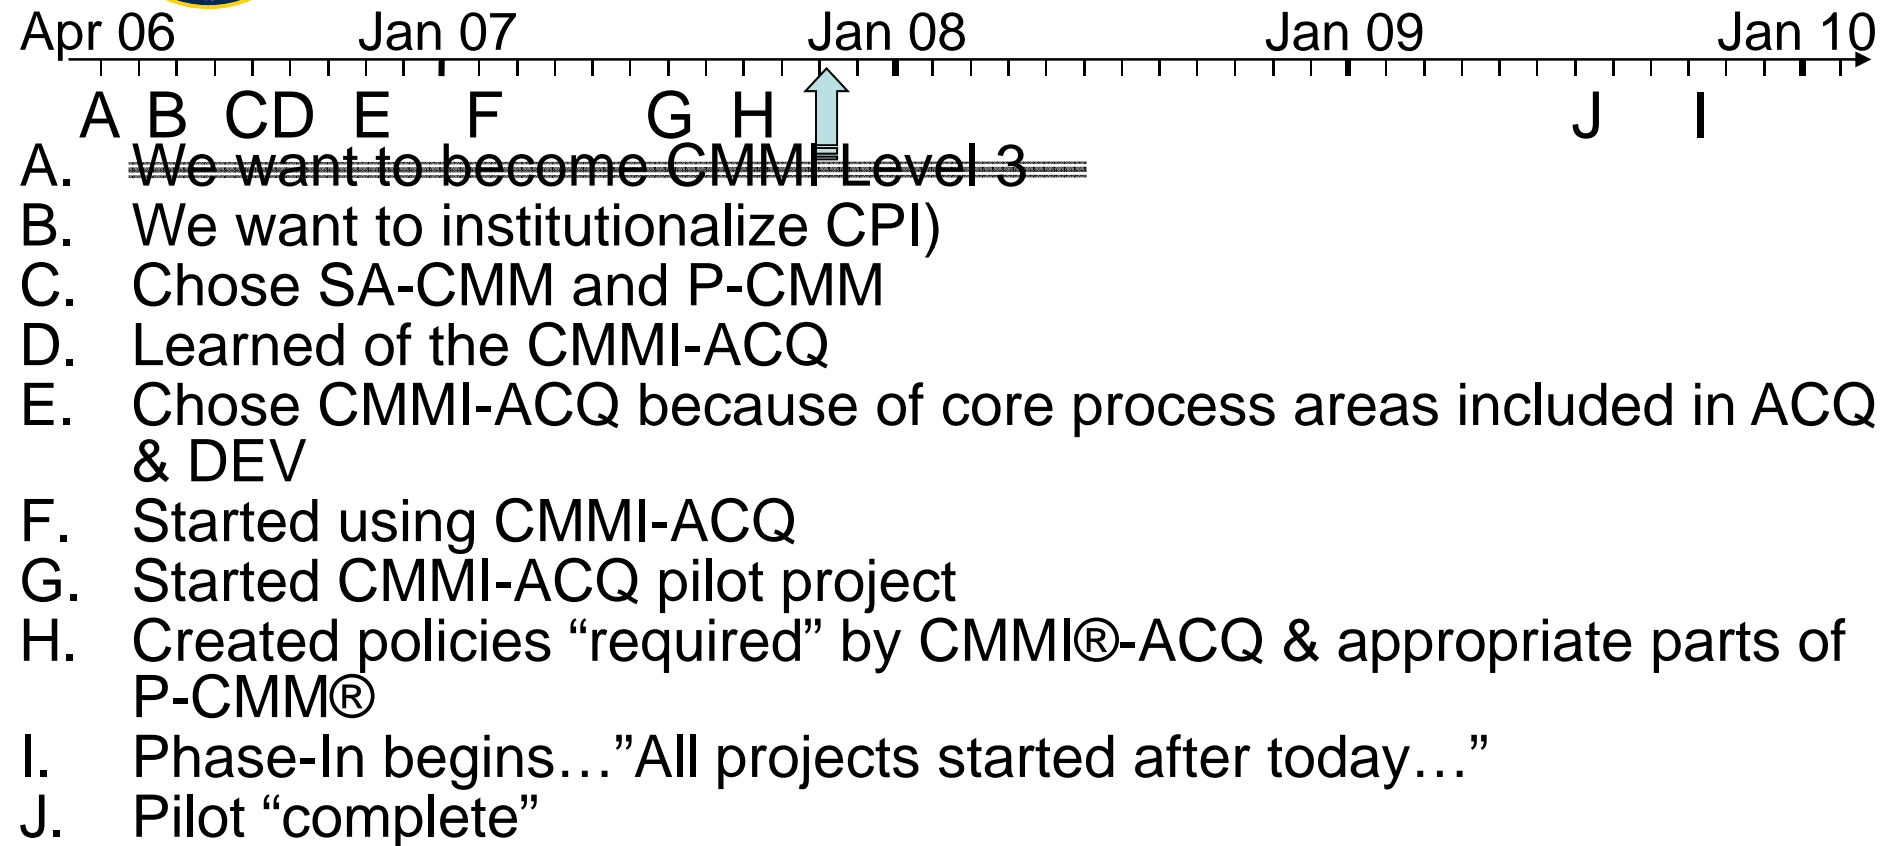 Apr 06 Jan 07 Jan 08 Jan 09 Jan 10
A B CD E F G H J I
A. We want to become CMMI Level 3
B. We want to institutionalize CPI)
C. Chose SA-CMM and P-CMM
D. Learned of the CMMI-ACQ
E. Chose CMMI-ACQ because of core process areas included in ACQ
& DEV
F. Started using CMMI-ACQ
G. Started CMMI-ACQ pilot project
H. Created policies “required” by CMMI®-ACQ & appropriate parts of
P-CMM®
I. Phase-In begins…”All projects started after today…”
J. Pilot “complete”